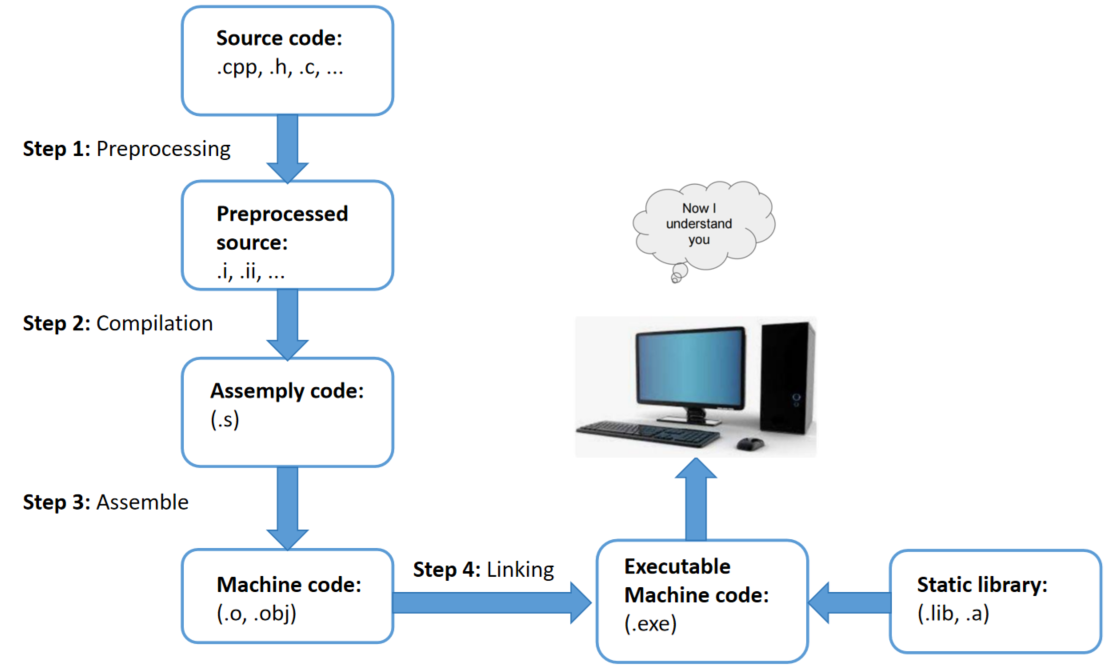 Source code:
.cpp, .h, .c, ...
Step 1: Preprocessing
Preprocessed
source:
.i, .ii, ...
Step 2: Compilation
Assemply code:
(.s)
Step 3: Assemble
Machine code:
(.o, .obj)
Step 4: Linking
Executable
Machine code:
(.exe)
Static library:
(.lib, .a)
Now I
understand
you